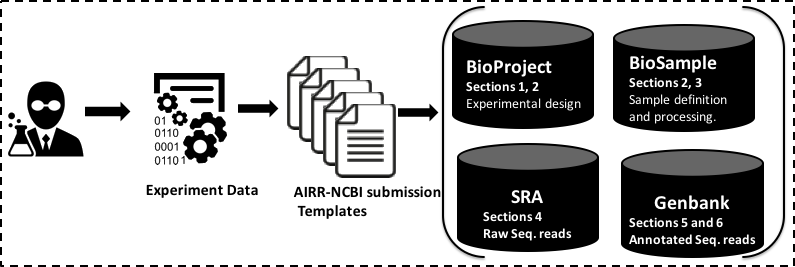 01
0110
0001
0110 1
Experiment Data
AIRR-NCBI submission
Templates
BioProject
Sections 1, 2
Experimental design
BioSample
Sections 2, 3
Sample definition
and processing.
SRA
Sections 4
Raw Seq. reads
Genbank
Sections 5 and 6
Annotated Seq. reads